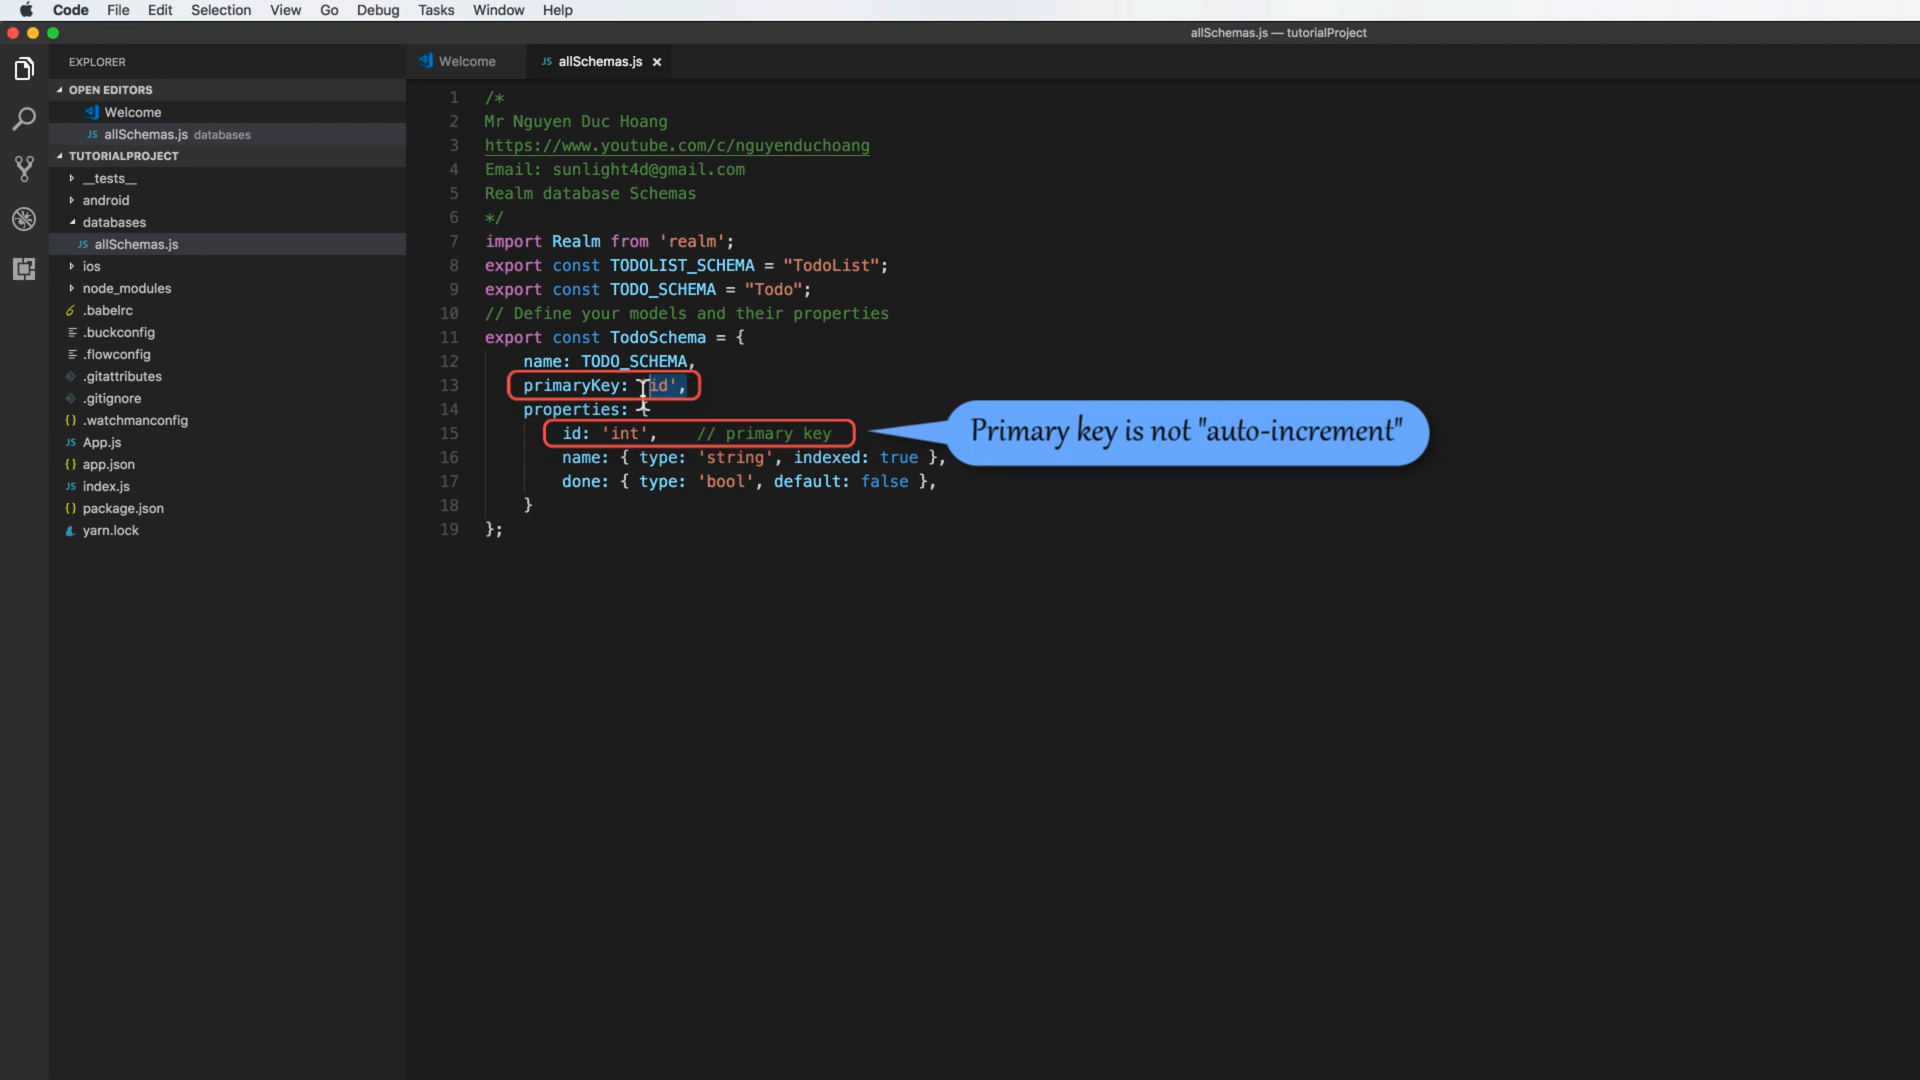 Code File Edit Selection View Go Debug Tasks Window Help
allSchemas.js — tutorialProject
EXPLORER
OPEN EDITORS
Welcome
JS allSchemas.js databases
TUTORIALPROJECT
__tests__
android
databases
JS allSchemas.js
ios
node_modules
.babelrc
.buckconfig
.flowconfig
.gitattributes
.gitignore
{} .watchmanconfig
JS App.js
{} app.json
JS index.js
{} package.json
yarn.lock
Welcome JS allSchemas.js ×
1 /*
2 Mr Nguyen Duc Hoang
3 https://www.youtube.com/c/nguyenduchoang
4 Email: sunlight4d@gmail.com
5 Realm database Schemas
6 */
7 import Realm from 'realm';
8 export const TODOLIST_SCHEMA = "TodoList";
9 export const TODO_SCHEMA = "Todo";
10 // Define your models and their properties
11 export const TodoSchema = {
12 name: TODO_SCHEMA,
13 primaryKey: 'id',
14 properties: {
15 id: 'int', // primary key
16 name: { type: 'string', indexed: true },
17 done: { type: 'bool', default: false },
18 }
19 };
Primary key is not "auto-increment"